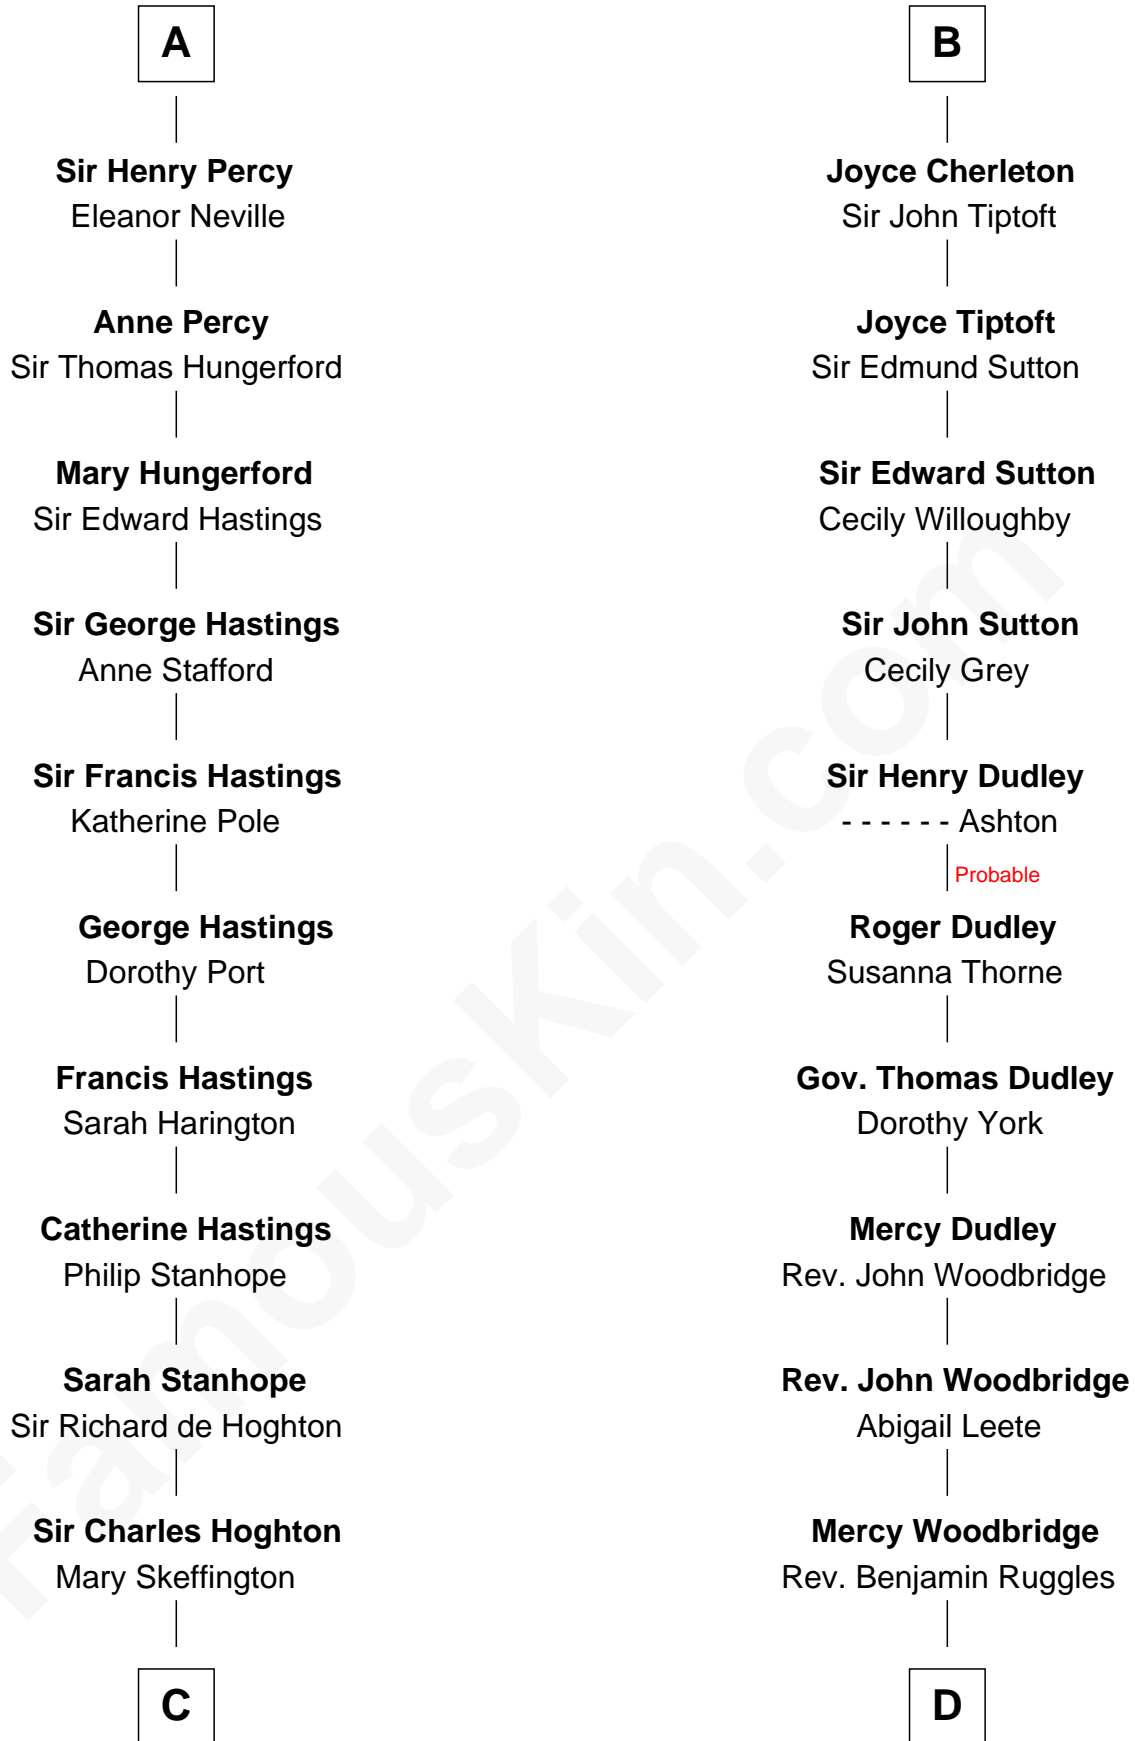 A
Sir Henry Percy
Eleanor Neville
Anne Percy
Sir Thomas Hungerford
Mary Hungerford
Sir Edward Hastings
Sir George Hastings
Anne Stafford
Sir Francis Hastings
Katherine Pole
George Hastings
Dorothy Port
Francis Hastings
Sarah Harington
Catherine Hastings
Philip Stanhope
Sarah Stanhope
Sir Richard de Hoghton
Sir Charles Hoghton
Mary Skeffington
C
B
Joyce Cherleton
Sir John Tiptoft
Joyce Tiptoft
Sir Edmund Sutton
Sir Edward Sutton
Cecily Willoughby
Sir John Sutton
Cecily Grey
Sir Henry Dudley
- - - - - - Ashton
Probable
Roger Dudley
Susanna Thorne
Gov. Thomas Dudley
Dorothy York
Mercy Dudley
Rev. John Woodbridge
Rev. John Woodbridge
Abigail Leete
Mercy Woodbridge
Rev. Benjamin Ruggles
D
FamousKin.com